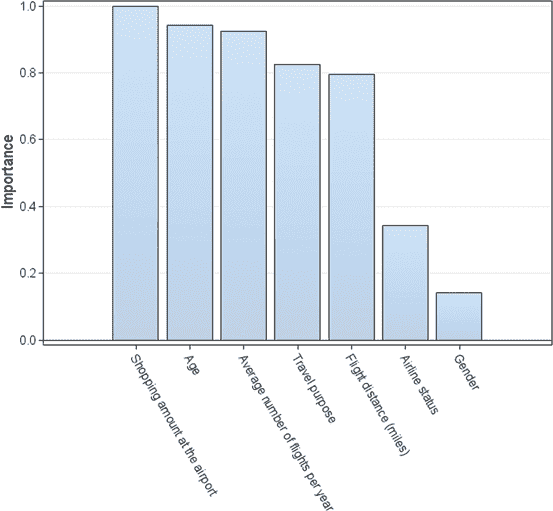 Importance
1.0
0.8
0.6
0.4
0.2
0.0
Shopping amount at the airport
Age
Average number of flights per year
Travel purpose
Flight distance (miles)
Airline status
Gender